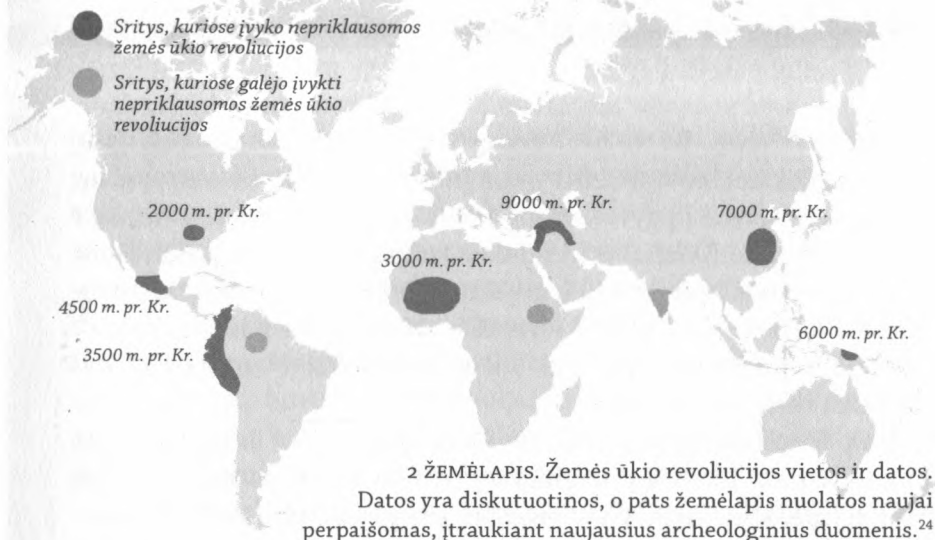 Sritys, kuriose įvyko nepriklausomos
žemės ūkio revoliucijos
Sritys, kuriose galėjo įvykti
nepriklausomos žemės ūkio
revoliucijos
2000 m. pr. Kr.
9000 m. pr. Kr.
7000 m. pr. Kr.
3000 m. pr. Kr.
4500 m. pr. Kr.
3500 m. pr. Kr.
6000 m. pr. Kr.
2 ŽEMĖLAPIS. Žemės ūkio revoliucijos vietos ir datos.
Datos yra diskutuotinos, o pats žemėlapis nuolatos naujai
perpaišomas, įtraukiant naujausius archeologinius duomenis.24